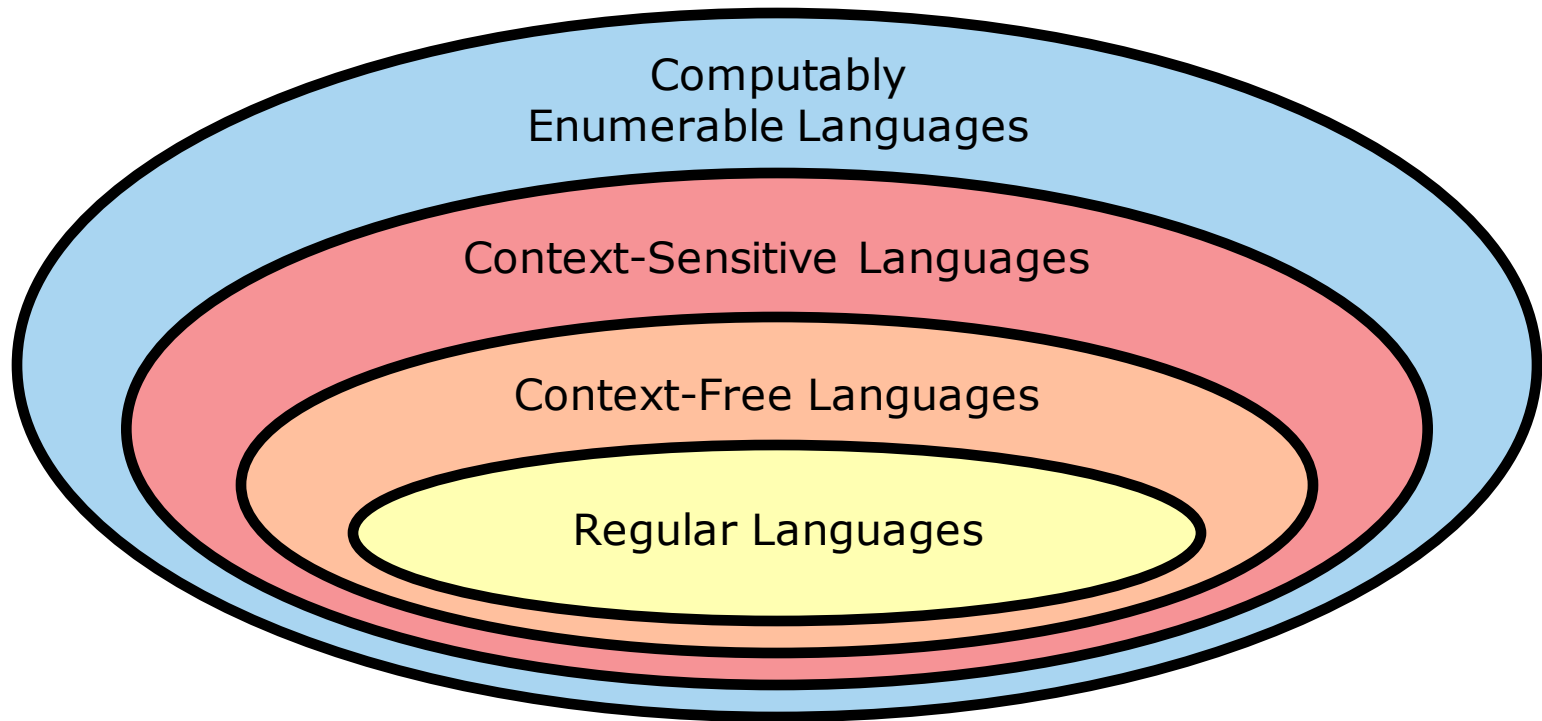 Computably
Enumerable Languages
Context-Sensitive Languages
Context-Free Languages
Regular Languages